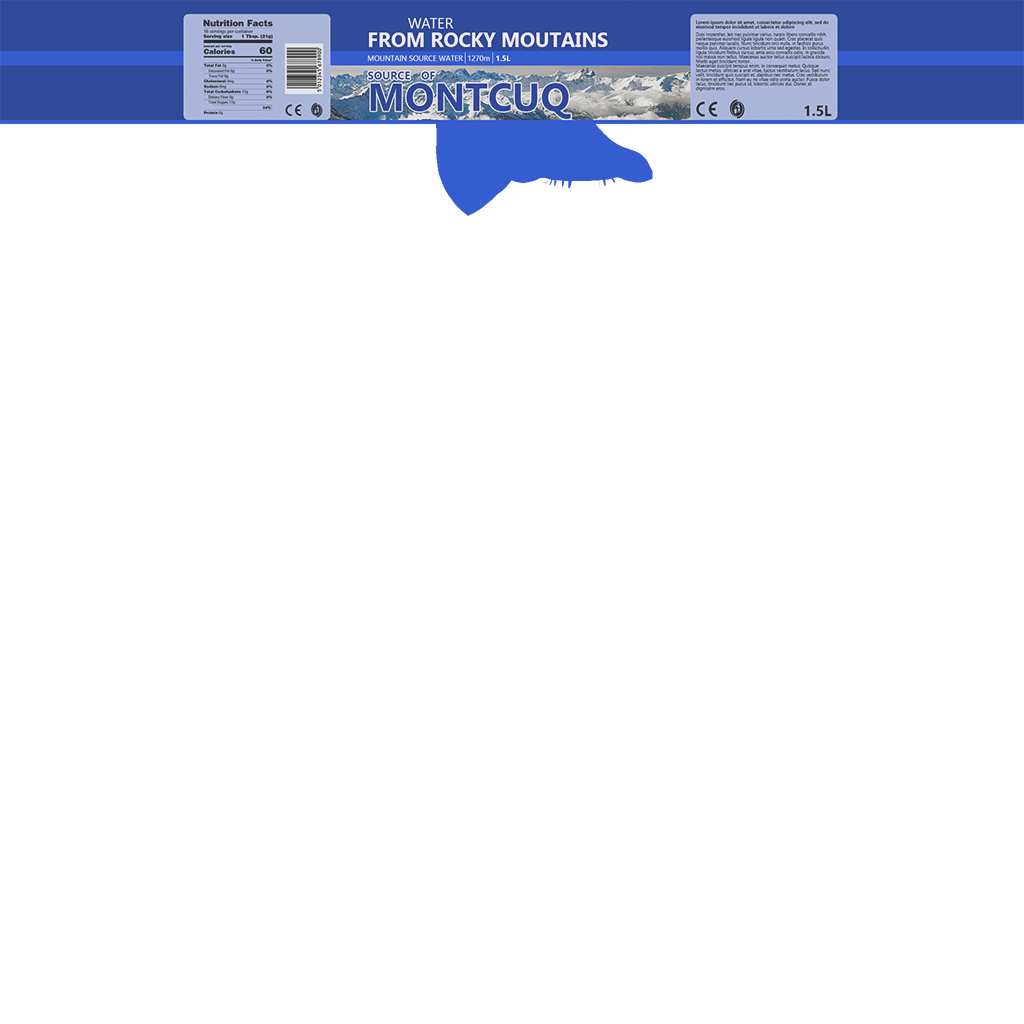 Nutrition Facts
16 servings per container
Serving size 1 Tbsp. (21g)
Amount per serving
Calories 60
% Daily Value*
Total Fat 0g 0%
Saturated Fat 0g 0%
Trans Fat 0g
Cholesterol 0mg 0%
Sodium 0mg 0%
Total Carbohydrate 17g 6%
Dietary Fiber 0g 0%
Total Sugars 17g
34%
Protein 0g
CE
WATER
FROM ROCKY MOUTAINS
MOUNTAIN SOURCE WATER | 1270m | 1.5L
SOURCE OF
MONTCUQ
Lorem ipsum dolor sit amet, consectetur adipiscing elit, sed do
eiusmod tempor incididunt ut labore et dolore
Duis imperdiet, leo nec pulvinar varius, turpis libero convallis nibh,
pellentesque euismod ligula ligula non quam. Cras placerat quis
neque pulvinar iaculis. Nunc tincidunt orci nulla, in facilisis ipsum
mollis quis. Aliquam cursus lobortis urna sed egestas. In sollicitudin,
ligula tincidunt finibus cursus, ante arcu convallis odio, in gravida
nisl massa non tellus. Maecenas auctor tellus suscipit lacinia dictum.
Morbi eget tincidunt tortor.
Maecenas suscipit tempus enim, in consequat metus. Quisque
lectus metus, ultricies a erat vitae, luctus vestibulum lacus. Sed nunc
velit, tincidunt quis suscipit et, dapibus nec metus. Cras vestibulum
in lorem et efficitur. Nam eu mi vitae odio porta auctor. Fusce dolor
lacus, tincidunt nec purus id, lobortis ultricies dui. Donec at
dignissim eros.
CE
1.5L